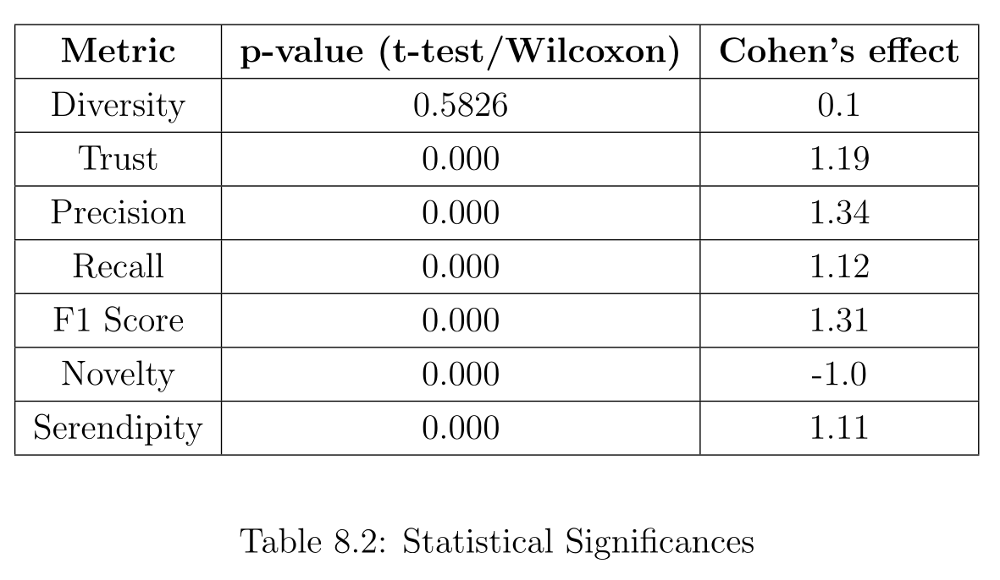 Metric p-value (t-test/Wilcoxon) Cohen's effect
Diversity 0.5826 0.1
Trust 0.000 1.19
Precision 0.000 1.34
Recall 0.000 1.12
F1 Score 0.000 1.31
Novelty 0.000 -1.0
Serendipity 0.000 1.11
Table 8.2: Statistical Significances